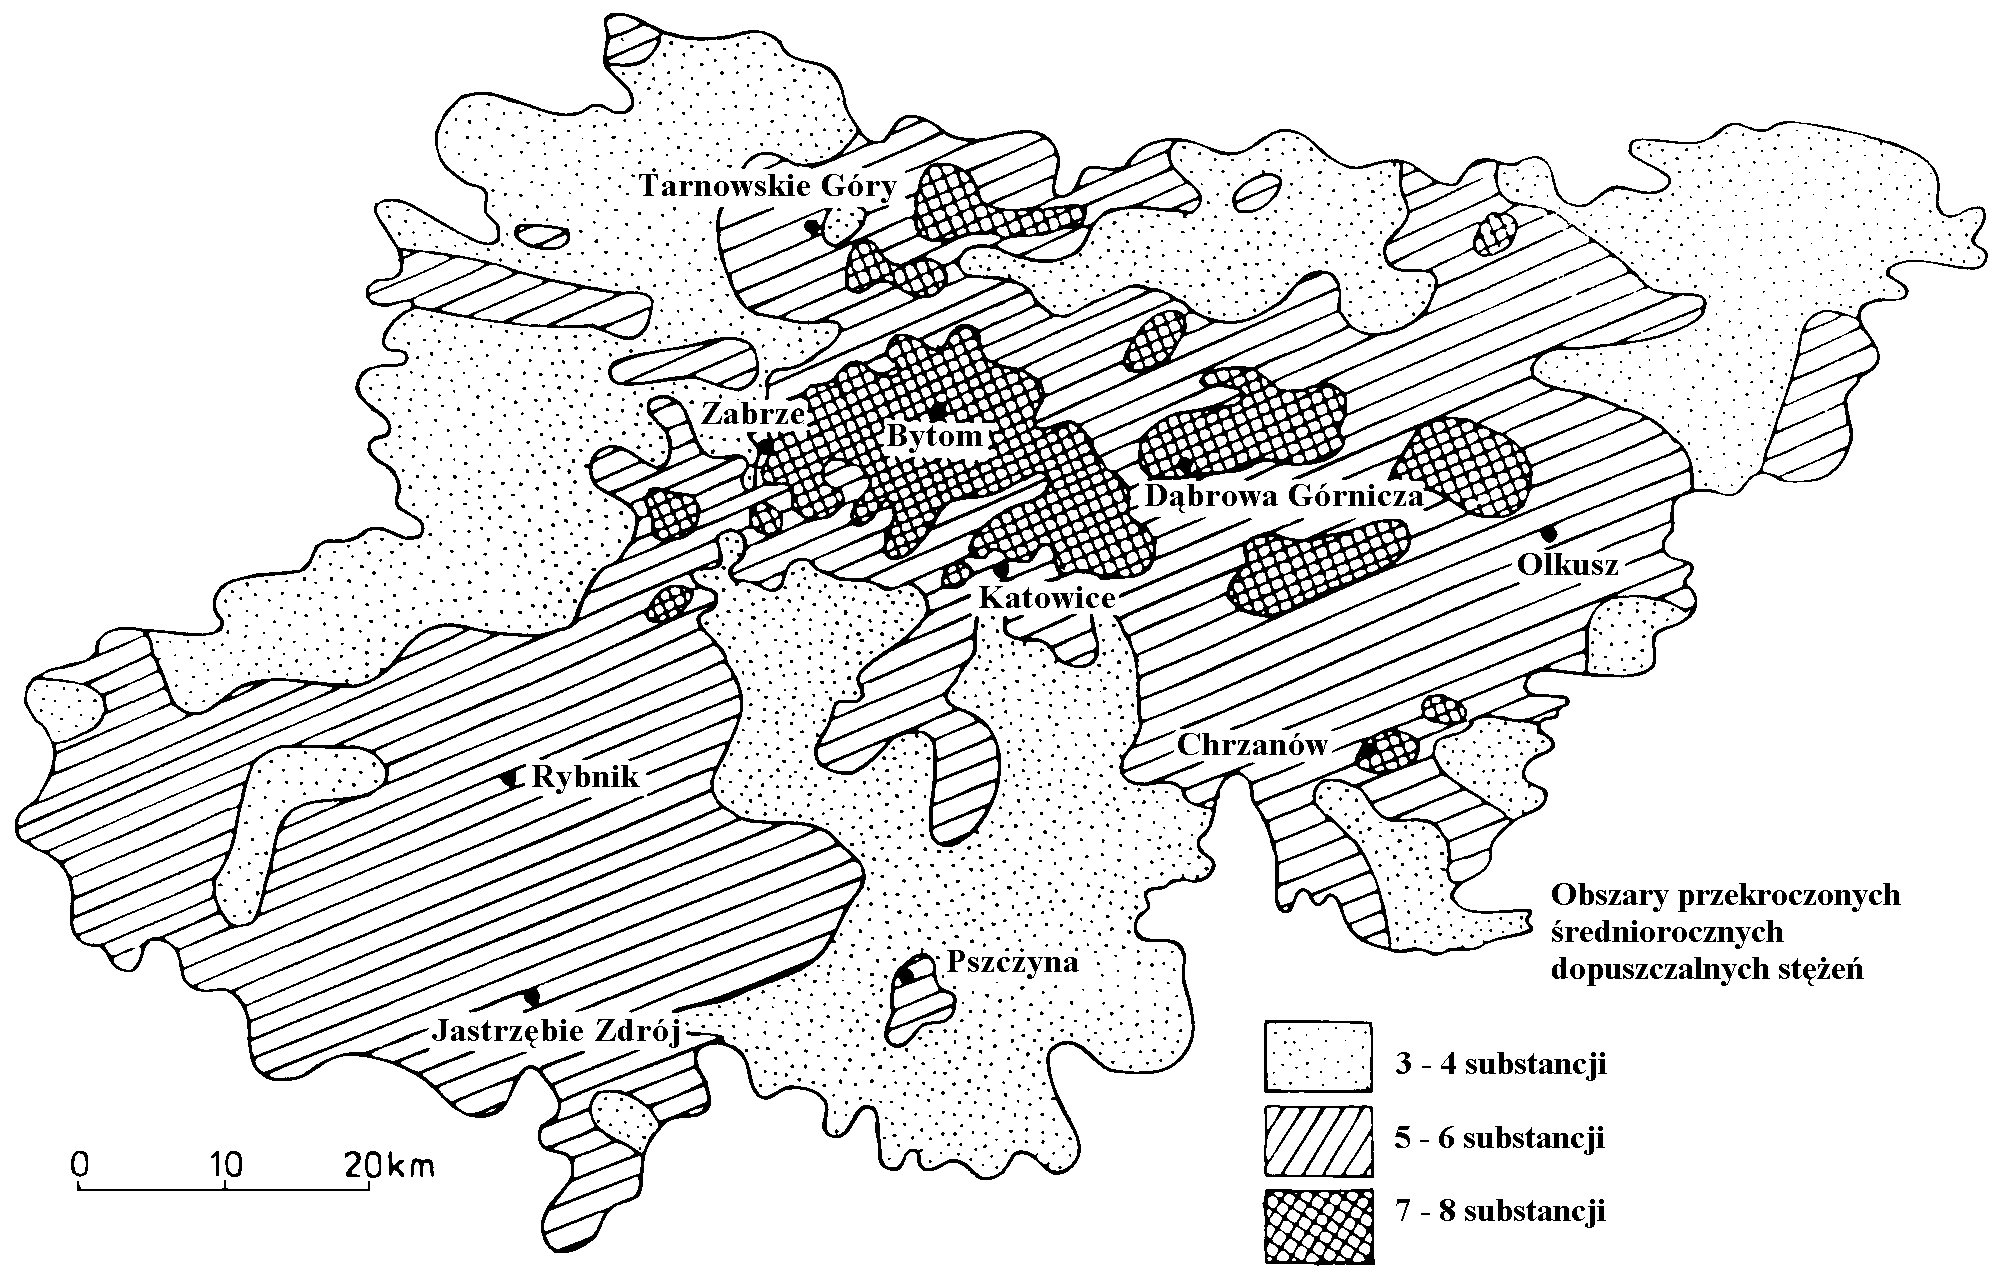 Tarnowskie Góry
Zabrze
Bytom
Dąbrowa Górnicza
Olkusz
Katowice
Chrzanów
Rybnik
Pszczyna
Jastrzębie Zdrój
Obszary przekroczonych
średniorocznych
dopuszczalnych stężeń
3 - 4 substancji
5 - 6 substancji
7 - 8 substancji
0 10 20km